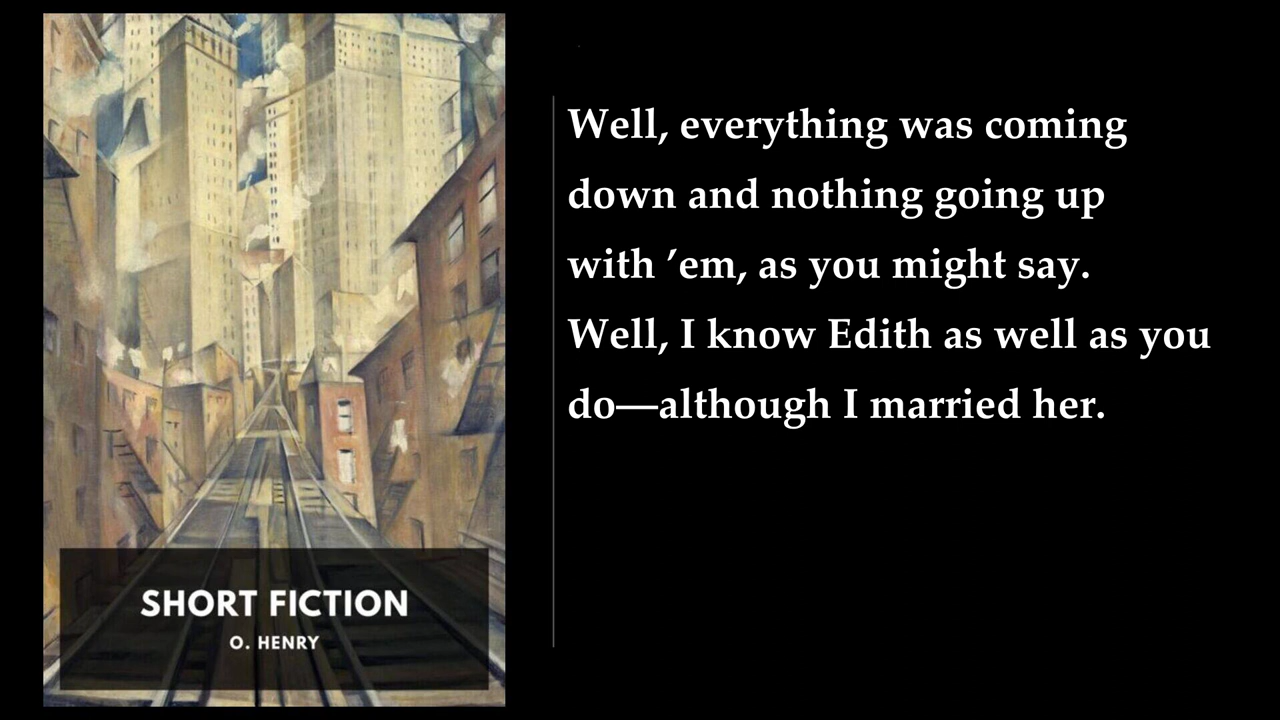 Well, everything was coming
down and nothing going up
with ’em, as you might say.
Well, I know Edith as well as you
do—although I married her.
SHORT FICTION
O. HENRY